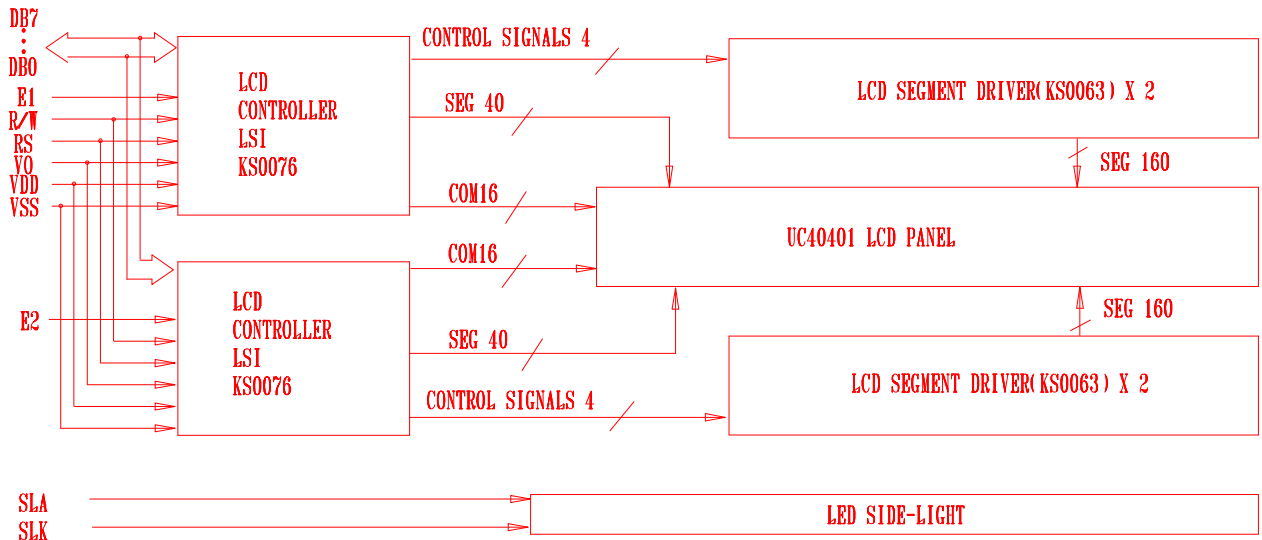 DB7
DB0
E1
R/W
RS
VO
VDD
VSS
E2
LCD
CONTROLLER
LSI
KS0076
CONTROL SIGNALS 4
SEG 40
COM16
LCD SEGMENT DRIVER(KS0063) X 2
SEG 160
UC40401 LCD PANEL
COM16
LCD
CONTROLLER
LSI
KS0076
SEG 40
CONTROL SIGNALS 4
SEG 160
LCD SEGMENT DRIVER(KS0063) X 2
SLA
SLK
LED SIDE-LIGHT